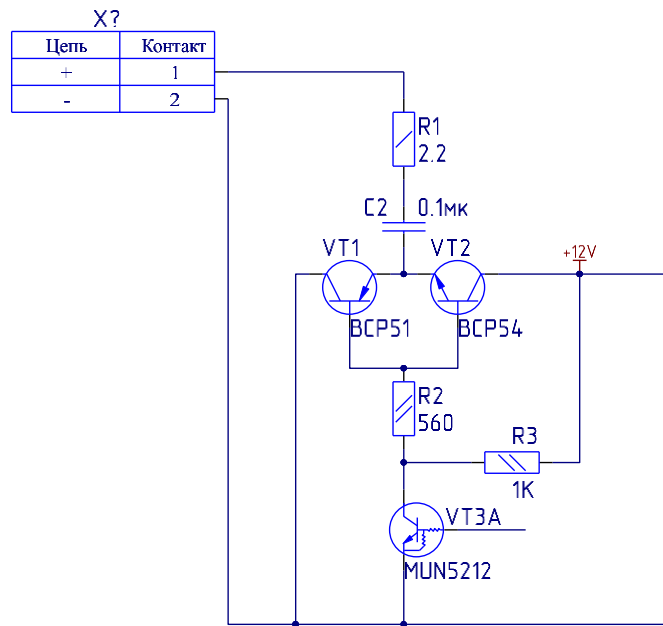 X?
Цепь Контакт
+ 1
- 2
R1
2.2
C2 0.1мк
VT1 VT2
+12V
BCP51 BCP54
R2
560
R3
1K
VT3A
MUN5212